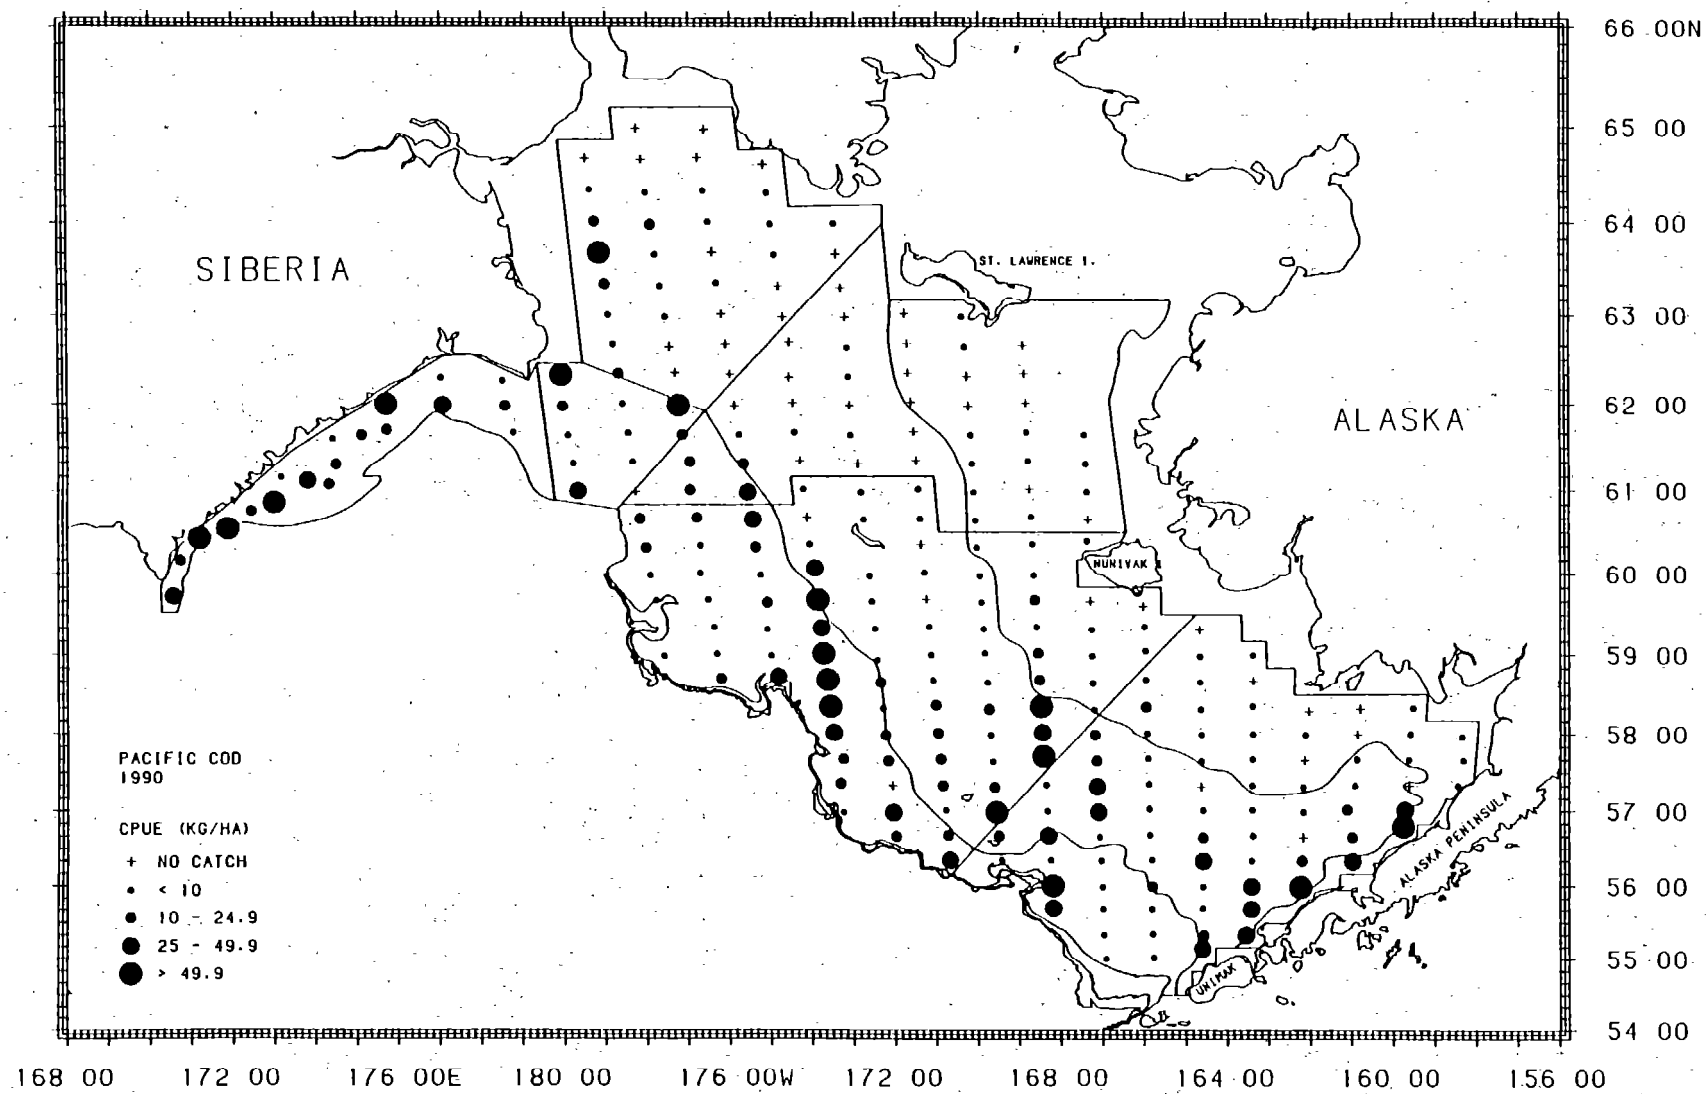 66 00N
65 00
64 00
63 00
62 00
61 00
60 00
59 00
58 00
57 00
56 00
55 00
54 00
SIBERIA
ST. LAWRENCE I.
ALASKA
NUNIVAK
PACIFIC COD
1990
CPUE (KG/HA)
+ NO CATCH
< 10
10 - 24.9
25 - 49.9
> 49.9
ALASKA PENINSULA
UNIMAK
168 00 172 00 176 00E 180 00 176 00W 172 00 168 00 164 00 160 00 156 00